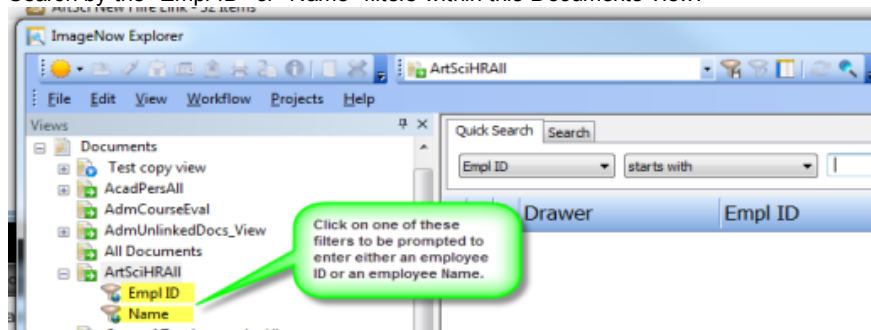 ImageNow Explorer
ArtSciHRAll
File Edit View Workflow Projects Help
Views
Quick Search Search
Documents
Empl ID starts with
Test copy view
AcadPersAll
AdmCourseEval
Drawer Empl ID
AdmUnlinkedDocs_View
All Documents
ArtSciHRAll
Empl ID
Name
Click on one of these
filters to be prompted to
enter either an employee
ID or an employee Name.